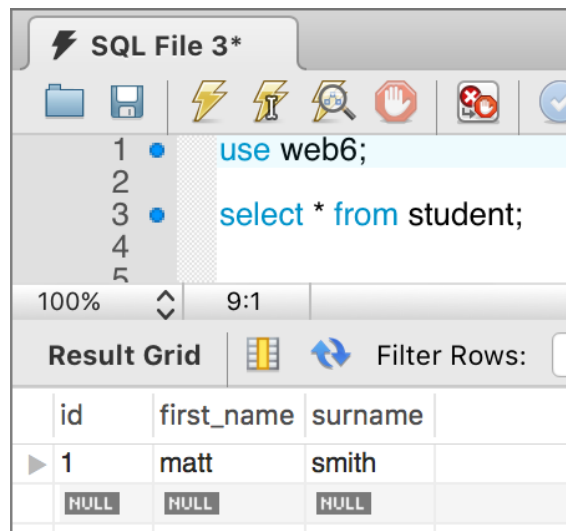 SQL File 3*
1 use web6;
2
3 select * from student;
4
5
100% 9:1
Result Grid Filter Rows:
id first_name surname
1 matt smith
NULL NULL NULL